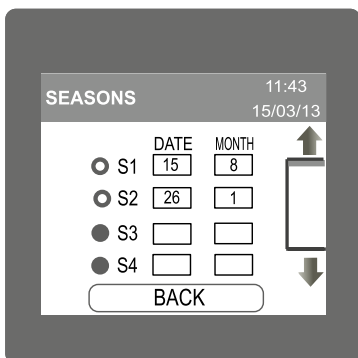 SEASONS 11:43
15/03/13
DATE MONTH
S1 15 8
S2 26 1
S3
S4
BACK